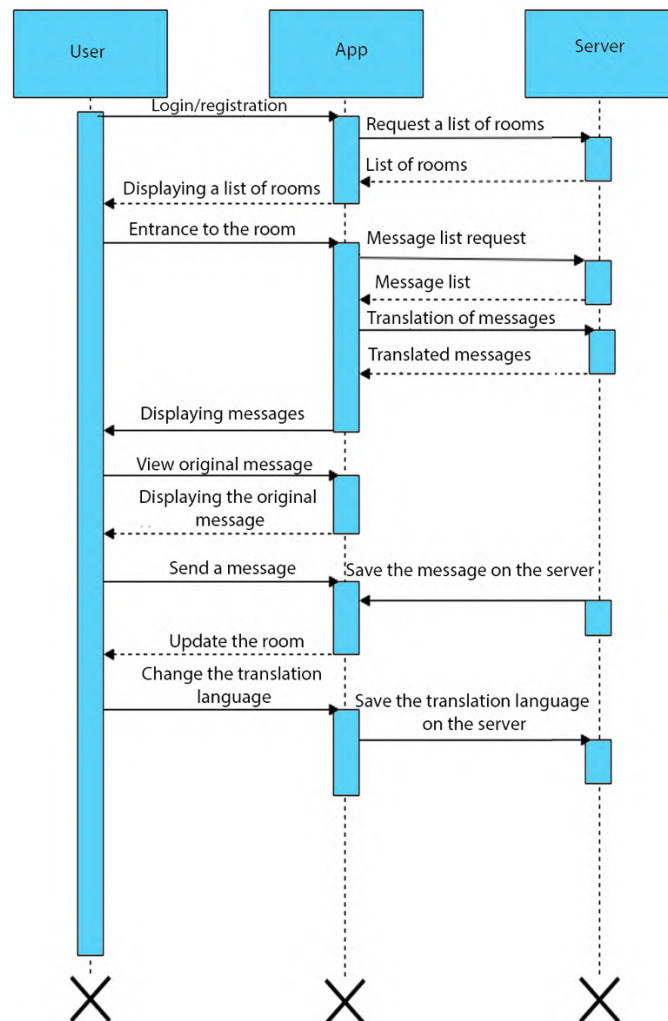 User
App
Server
Login/registration
Request a list of rooms
List of rooms
Displaying a list of rooms
Entrance to the room
Message list request
Message list
Translation of messages
Translated messages
Displaying messages
View original message
Displaying the original
message
Send a message
Save the message on the server
Update the room
Change the translation
language
Save the translation language
on the server